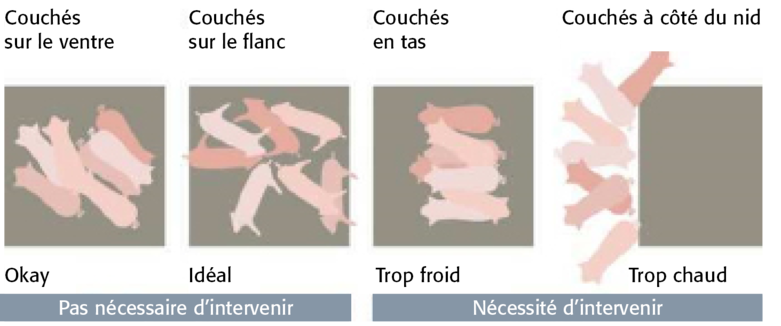 Couchés
sur le ventre
Couchés
sur le flanc
Couchés
en tas
Couchés à côté du nid
Okay
Idéal
Trop froid
Trop chaud
Pas nécessaire d'intervenir
Nécessité d'intervenir